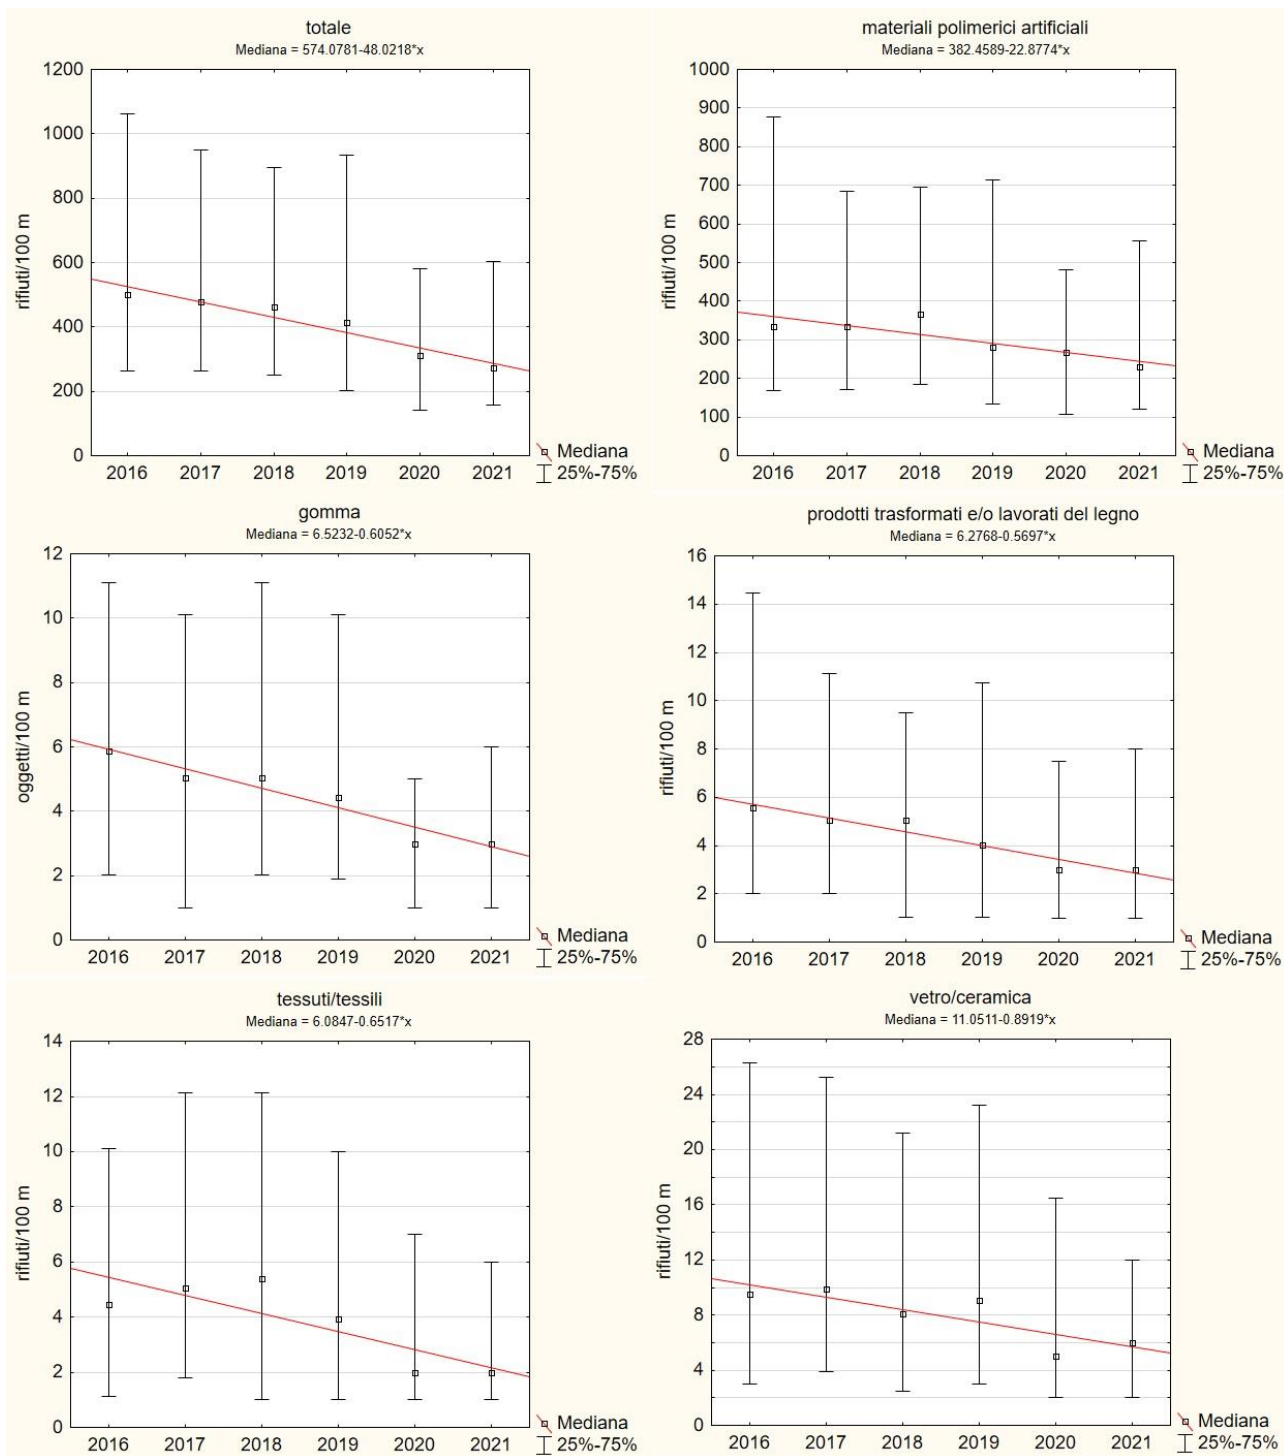 totale
Mediana = 574.0781-48.0218*x
1200
1000
800
600
400
200
0
rifiuti/100 m
2016 2017 2018 2019 2020 2021
Mediana
25%-75%
materiali polimerici artificiali
Mediana = 382.4589-22.8774*x
1000
900
800
700
600
500
400
300
200
100
0
rifiuti/100 m
2016 2017 2018 2019 2020 2021
Mediana
25%-75%
gomma
Mediana = 6.5232-0.6052*x
12
10
8
6
4
2
0
oggetti/100 m
2016 2017 2018 2019 2020 2021
Mediana
25%-75%
prodotti trasformati e/o lavorati del legno
Mediana = 6.2768-0.5697*x
16
14
12
10
8
6
4
2
0
rifiuti/100 m
2016 2017 2018 2019 2020 2021
Mediana
25%-75%
tessuti/tessili
Mediana = 6.0847-0.6517*x
14
12
10
8
6
4
2
0
rifiuti/100 m
2016 2017 2018 2019 2020 2021
Mediana
25%-75%
vetro/ceramica
Mediana = 11.0511-0.8919*x
28
24
20
16
12
8
4
0
rifiuti/100 m
2016 2017 2018 2019 2020 2021
Mediana
25%-75%